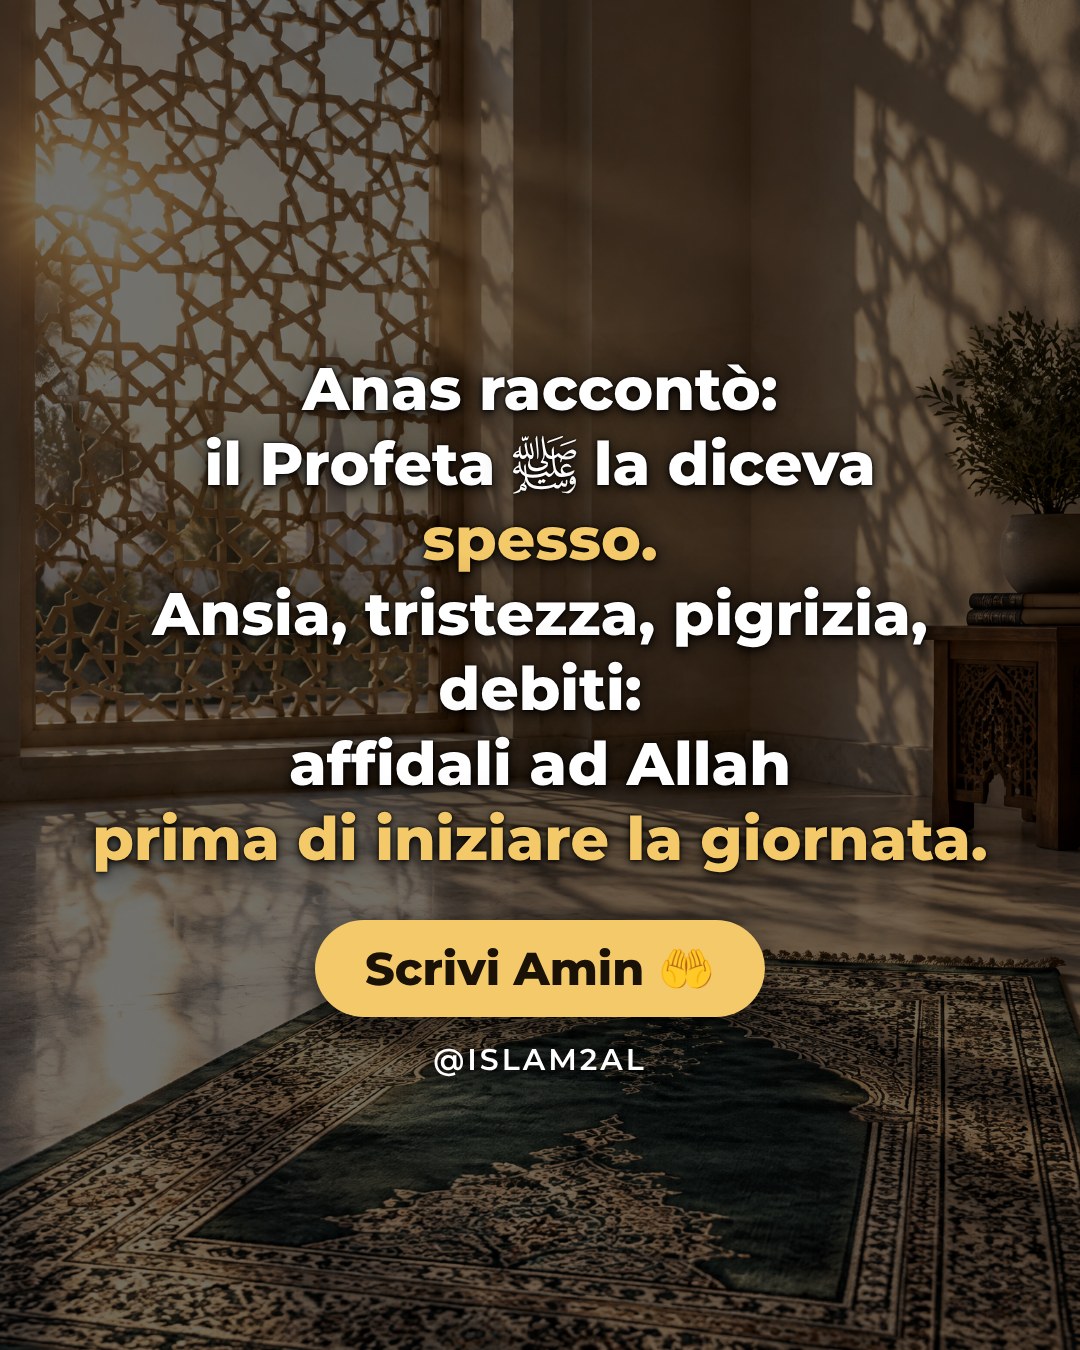 Anas raccontò:
il Profeta ﷺ la diceva
spesso.
Ansia, tristezza, pigrizia,
debiti:
affidali ad Allah
prima di iniziare la giornata.
Scrivi Amin 🤲
@ISLAM2AL